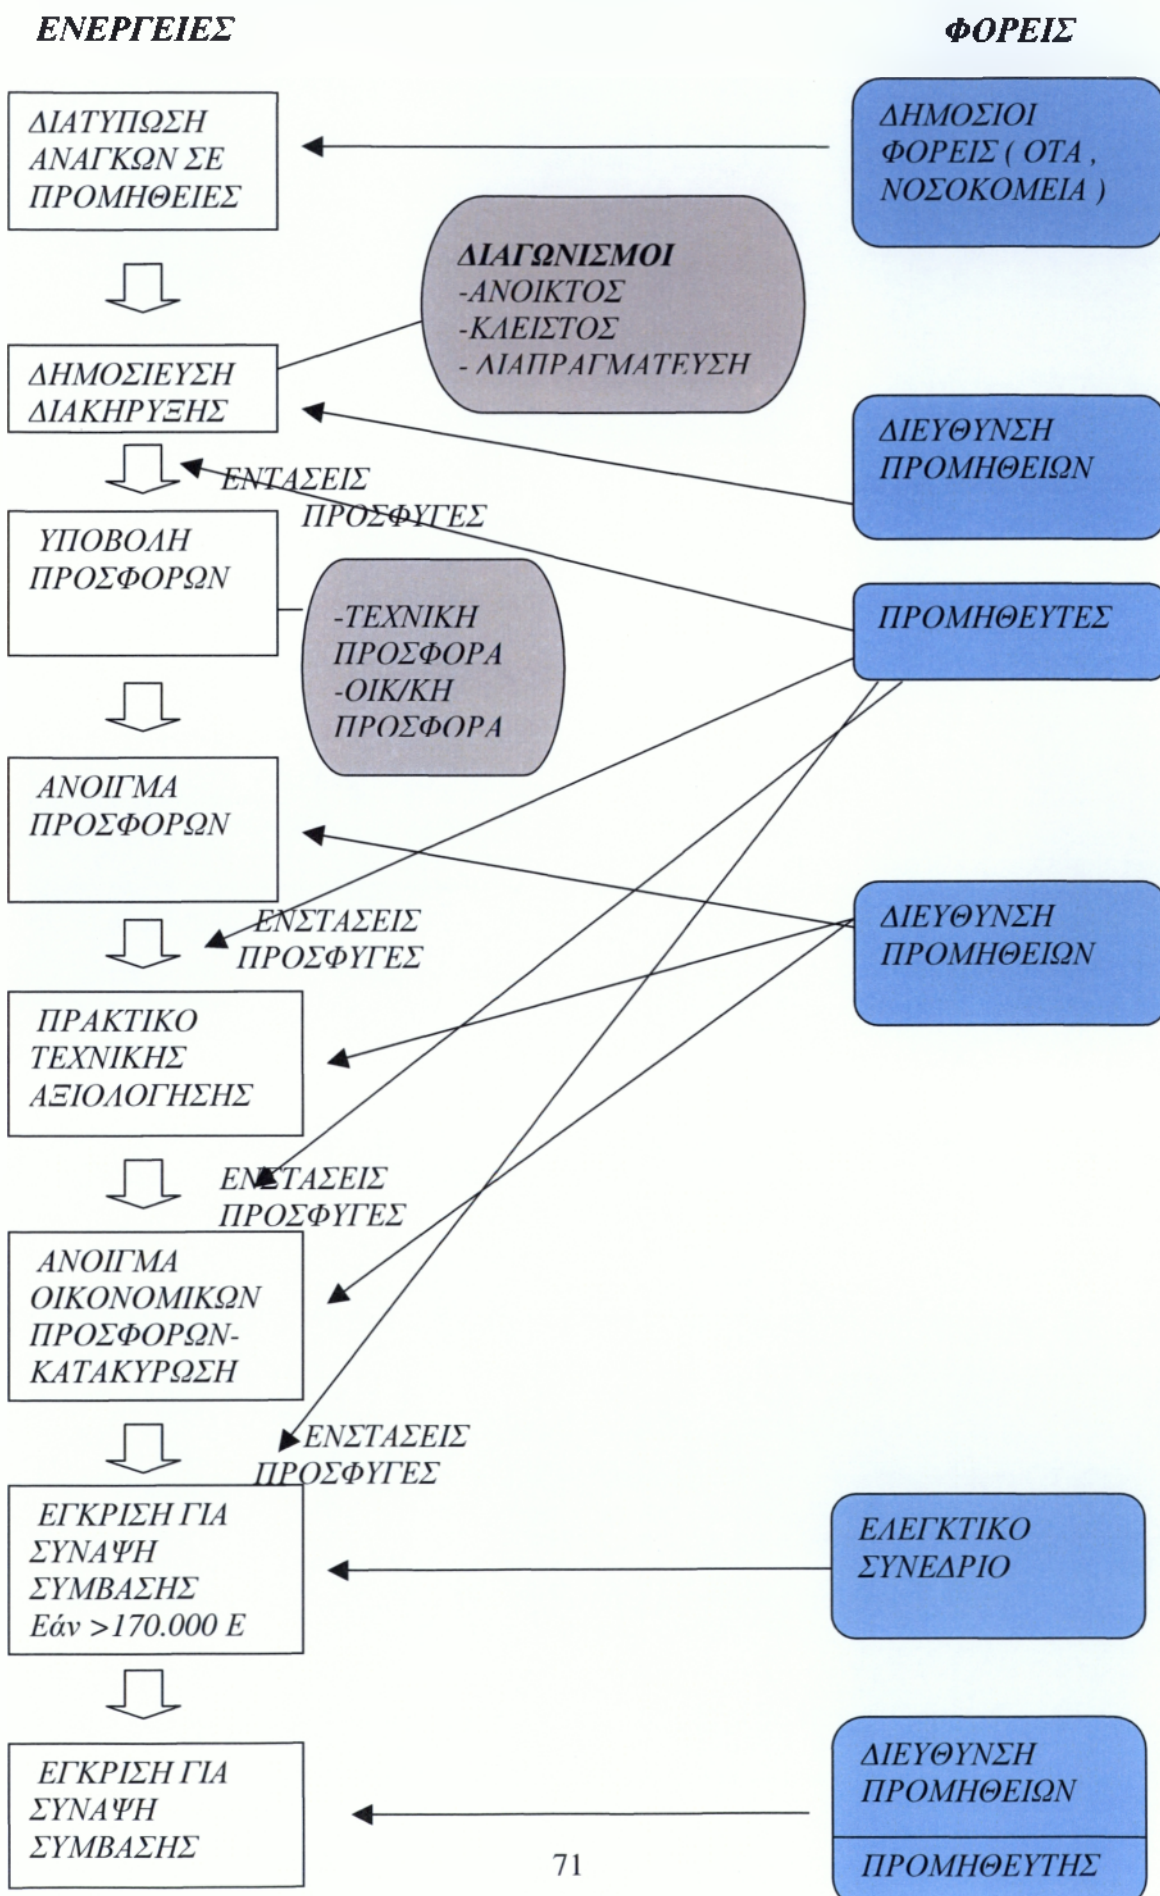 ΕΝΕΡΓΕΙΕΣ
ΦΟΡΕΙΣ
ΔΙΑΤΥΠΩΣΗ
ΑΝΑΓΚΩΝ ΣΕ
ΠΡΟΜΗΘΕΙΕΣ
ΔΗΜΟΣΙΟΙ
ΦΟΡΕΙΣ ( ΟΤΑ ,
ΝΟΣΟΚΟΜΕΙΑ )
ΔΙΑΓΩΝΙΣΜΟΙ
-ΑΝΟΙΚΤΟΣ
-ΚΛΕΙΣΤΟΣ
- ΔΙΑΠΡΑΓΜΑΤΕΥΣΗ
ΔΗΜΟΣΙΕΥΣΗ
ΔΙΑΚΗΡΥΞΗΣ
ΔΙΕΥΘΥΝΣΗ
ΠΡΟΜΗΘΕΙΩΝ
ΕΝΤΑΣΕΙΣ
ΠΡΟΣΦΥΓΕΣ
ΥΠΟΒΟΛΗ
ΠΡΟΣΦΟΡΩΝ
-ΤΕΧΝΙΚΗ
ΠΡΟΣΦΟΡΑ
-ΟΙΚ/ΚΗ
ΠΡΟΣΦΟΡΑ
ΠΡΟΜΗΘΕΥΤΕΣ
ΑΝΟΙΓΜΑ
ΠΡΟΣΦΟΡΩΝ
ΕΝΣΤΑΣΕΙΣ
ΠΡΟΣΦΥΓΕΣ
ΔΙΕΥΘΥΝΣΗ
ΠΡΟΜΗΘΕΙΩΝ
ΠΡΑΚΤΙΚΟ
ΤΕΧΝΙΚΗΣ
ΑΞΙΟΛΟΓΗΣΗΣ
ΕΝΣΤΑΣΕΙΣ
ΠΡΟΣΦΥΓΕΣ
ΑΝΟΙΓΜΑ
ΟΙΚΟΝΟΜΙΚΩΝ
ΠΡΟΣΦΟΡΩΝ-
ΚΑΤΑΚΥΡΩΣΗ
ΕΝΣΤΑΣΕΙΣ
ΠΡΟΣΦΥΓΕΣ
ΕΓΚΡΙΣΗ ΓΙΑ
ΣΥΝΑΨΗ
ΣΥΜΒΑΣΗΣ
Εάν >170.000 Ε
ΕΛΕΓΚΤΙΚΟ
ΣΥΝΕΔΡΙΟ
ΕΓΚΡΙΣΗ ΓΙΑ
ΣΥΝΑΨΗ
ΣΥΜΒΑΣΗΣ
ΔΙΕΥΘΥΝΣΗ
ΠΡΟΜΗΘΕΙΩΝ
ΠΡΟΜΗΘΕΥΤΗΣ
71